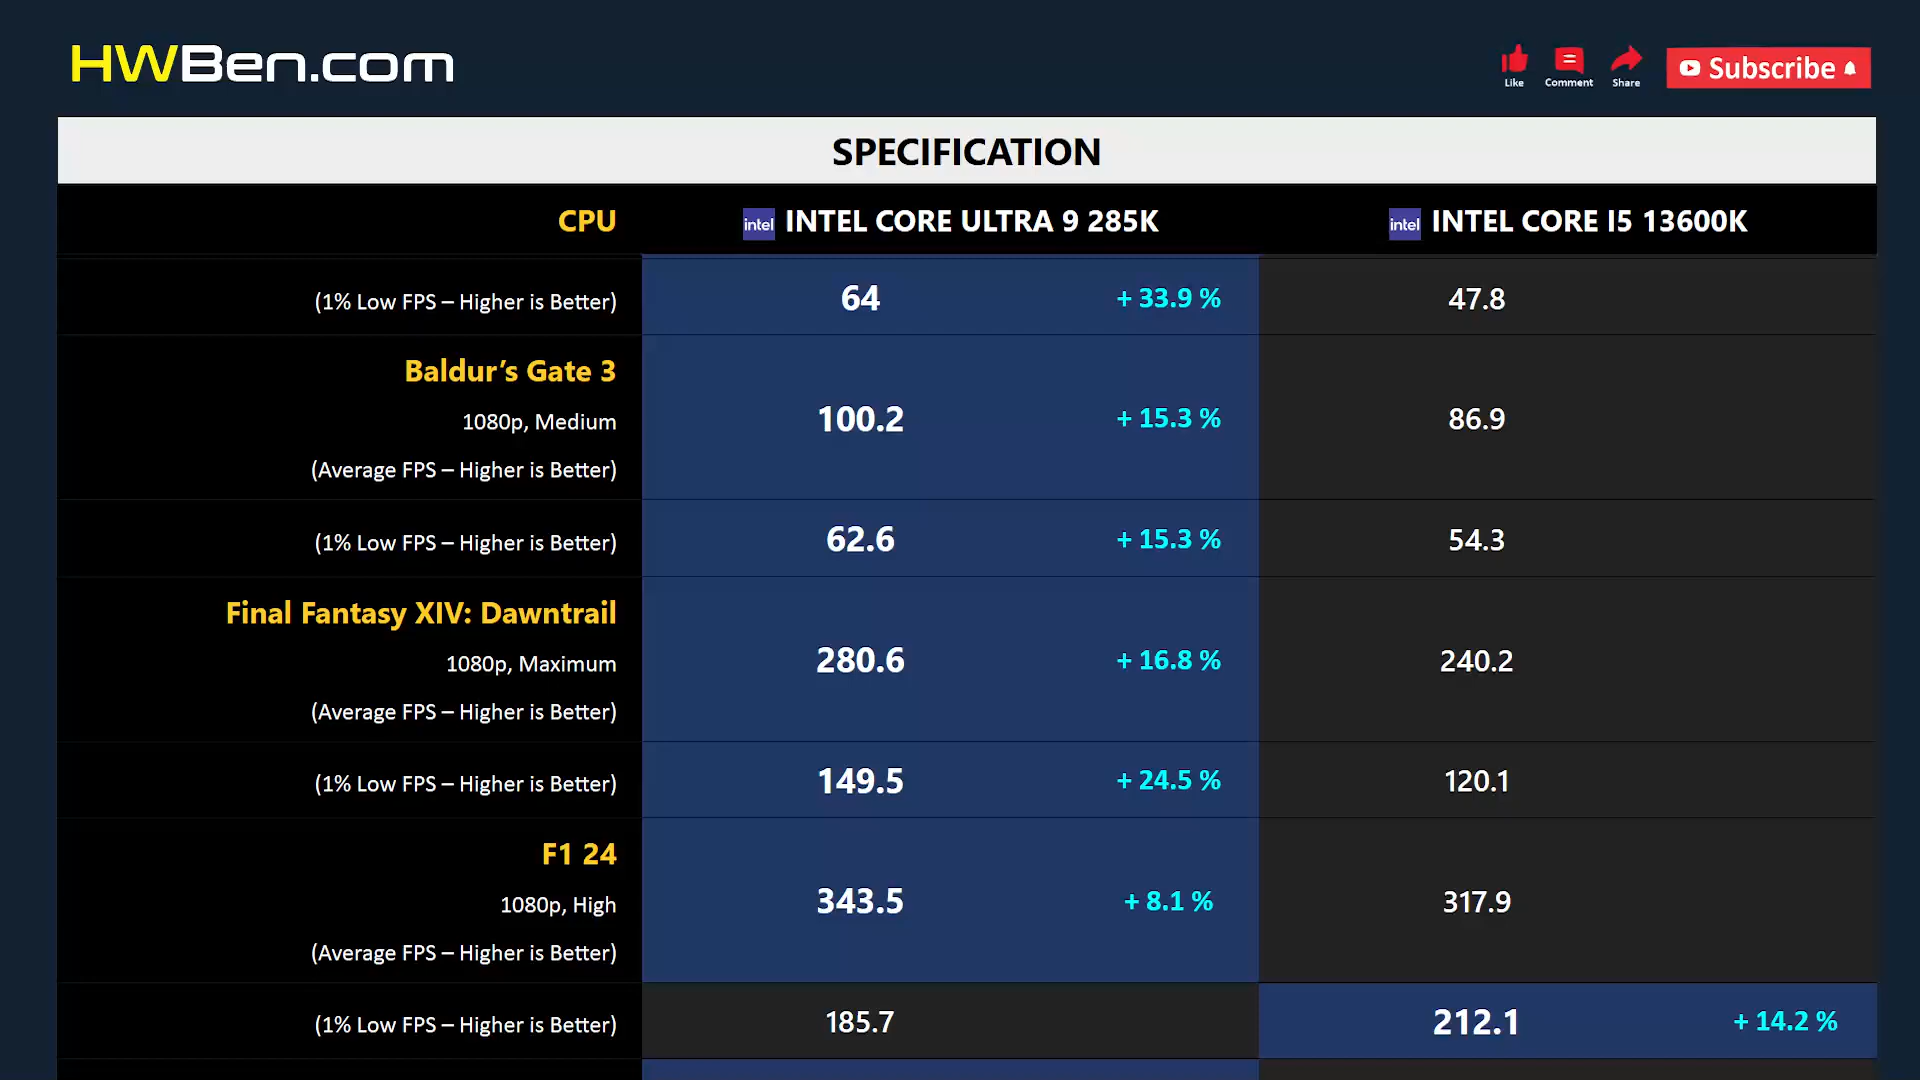 HWBen.com
Like Comment Share Subscribe
SPECIFICATION
CPU intel INTEL CORE ULTRA 9 285K intel INTEL CORE I5 13600K
(1% Low FPS – Higher is Better) 64 + 33.9 % 47.8
Baldur’s Gate 3
1080p, Medium 100.2 + 15.3 % 86.9
(Average FPS – Higher is Better)
(1% Low FPS – Higher is Better) 62.6 + 15.3 % 54.3
Final Fantasy XIV: Dawntrail
1080p, Maximum 280.6 + 16.8 % 240.2
(Average FPS – Higher is Better)
(1% Low FPS – Higher is Better) 149.5 + 24.5 % 120.1
F1 24
1080p, High 343.5 + 8.1 % 317.9
(Average FPS – Higher is Better)
(1% Low FPS – Higher is Better) 185.7 212.1 + 14.2 %